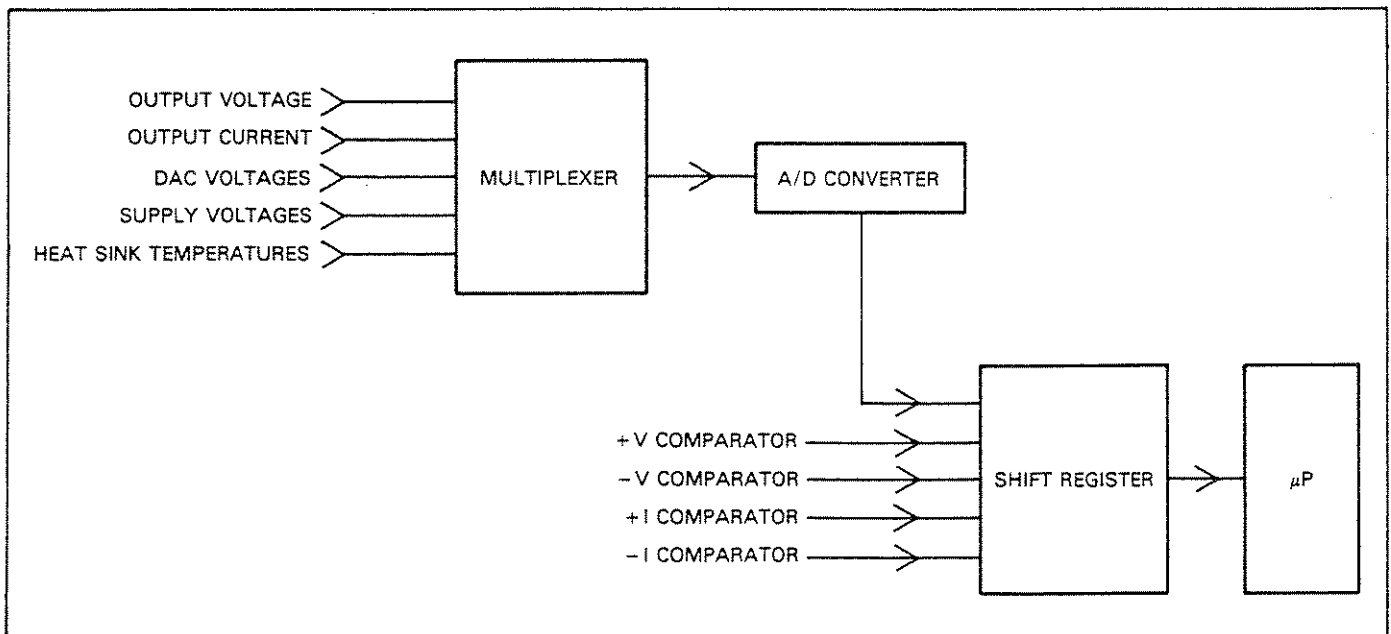 OUTPUT VOLTAGE
OUTPUT CURRENT
DAC VOLTAGES
SUPPLY VOLTAGES
HEAT SINK TEMPERATURES
MULTIPLEXER
A/D CONVERTER
+V COMPARATOR
−V COMPARATOR
+I COMPARATOR
−I COMPARATOR
SHIFT REGISTER
μP